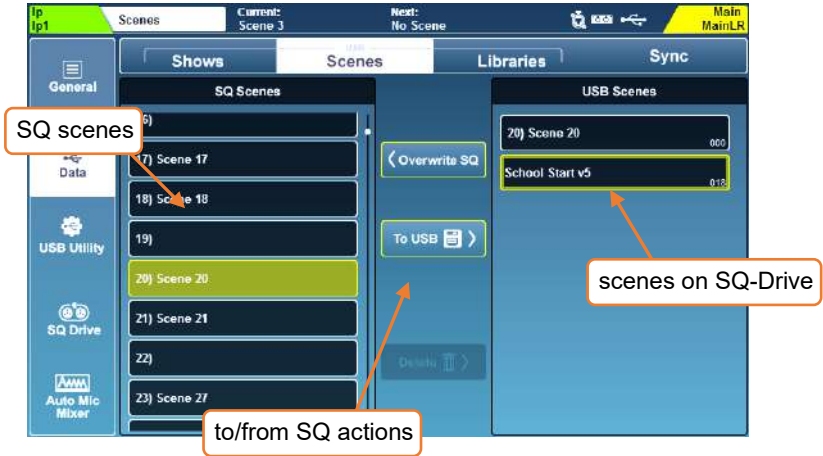 Ip
Ip1
Scenes
Current:
Scene 3
Next:
No Scene
Main
MainLR
General
Data
USB Utility
SQ Drive
Auto Mic
Mixer
Shows
Scenes
Libraries
Sync
SQ Scenes
17) Scene 17
18) Scene 18
19)
20) Scene 20
21) Scene 21
22)
23) Scene 27
Overwrite SQ
To USB
Delete
USB Scenes
20) Scene 20
000
School Start v5
018
SQ scenes
scenes on SQ-Drive
to/from SQ actions